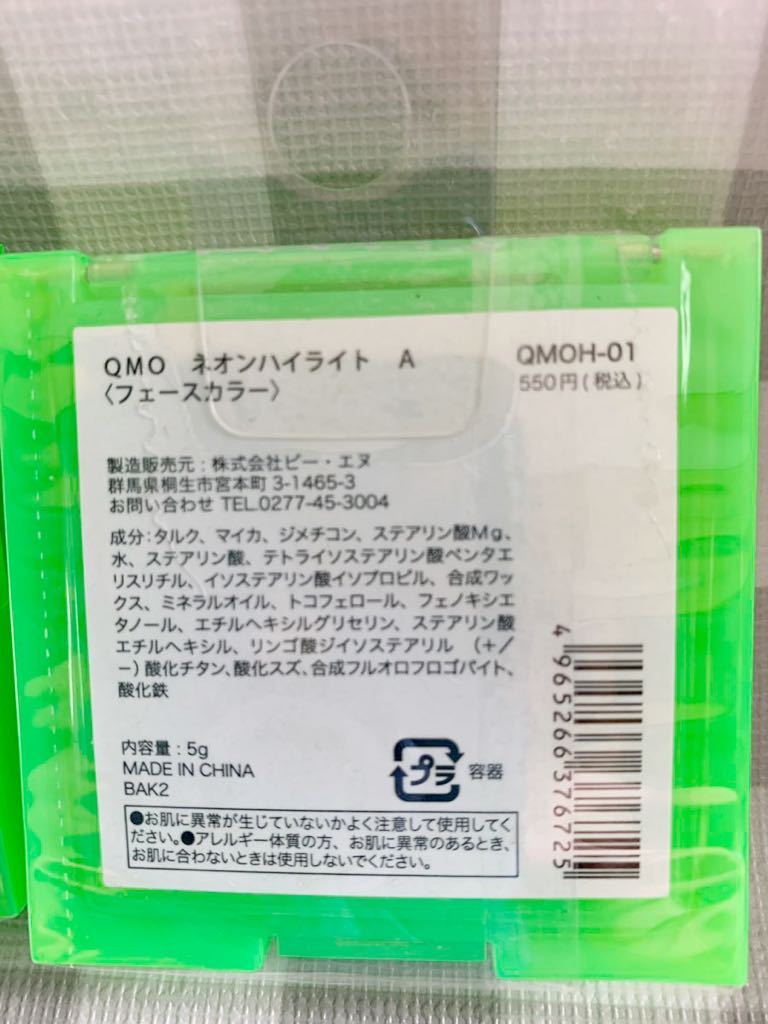 QMO ネオンハイライト A
〈フェースカラー〉
QMOH-01
550円(税込)
製造販売元:株式会社ビー・エヌ
群馬県桐生市宮本町 3-1465-3
お問い合わせ TEL.0277-45-3004
成分:タルク、マイカ、ジメチコン、ステアリン酸Mg、
水、ステアリン酸、テトライソステアリン酸ペンタエ
リスリチル、イソステアリン酸イソプロピル、合成ワッ
クス、ミネラルオイル、トコフェロール、フェノキシエ
タノール、エチルヘキシルグリセリン、ステアリン酸
エチルヘキシル、リンゴ酸ジイソステアリル (+/
-)酸化チタン、酸化スズ、合成フルオロフロゴパイト、
酸化鉄
内容量:5g
MADE IN CHINA
BAK2
プラ
容器
●お肌に異常が生じていないかよく注意して使用してく
ださい。●アレルギー体質の方、お肌に異常のあるとき、
お肌に合わないときは使用しないでください。
4965266376725